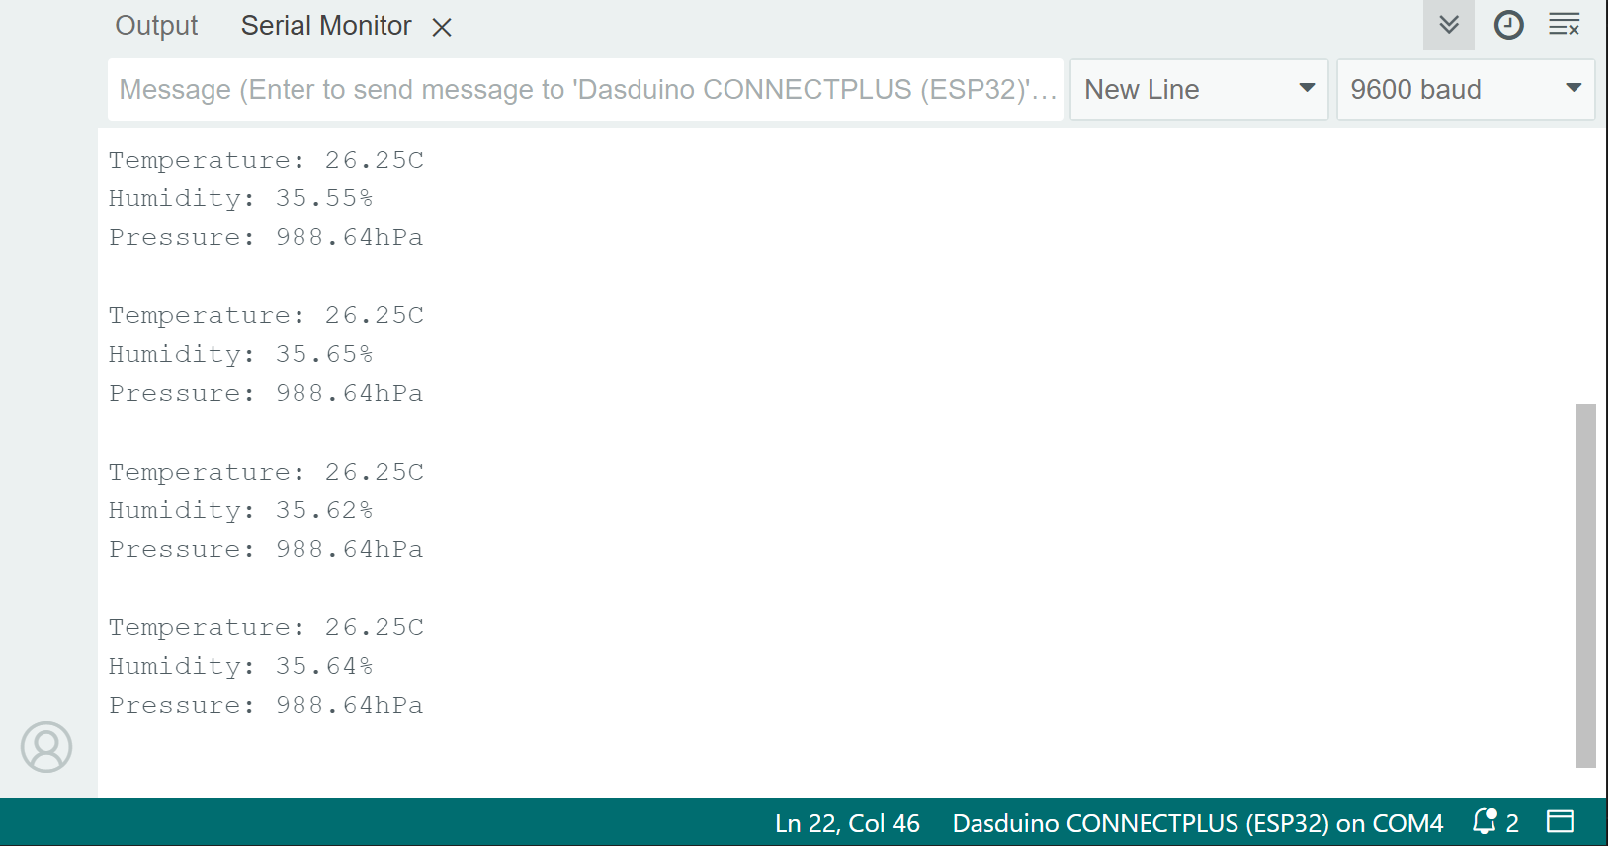 Output Serial Monitor
Message (Enter to send message to 'Dasduino CONNECTPLUS (ESP32)'... New Line 9600 baud
Temperature: 26.25C
Humidity: 35.55%
Pressure: 988.64hPa
Temperature: 26.25C
Humidity: 35.65%
Pressure: 988.64hPa
Temperature: 26.25C
Humidity: 35.62%
Pressure: 988.64hPa
Temperature: 26.25C
Humidity: 35.64%
Pressure: 988.64hPa
Ln 22, Col 46 Dasduino CONNECTPLUS (ESP32) on COM4 2